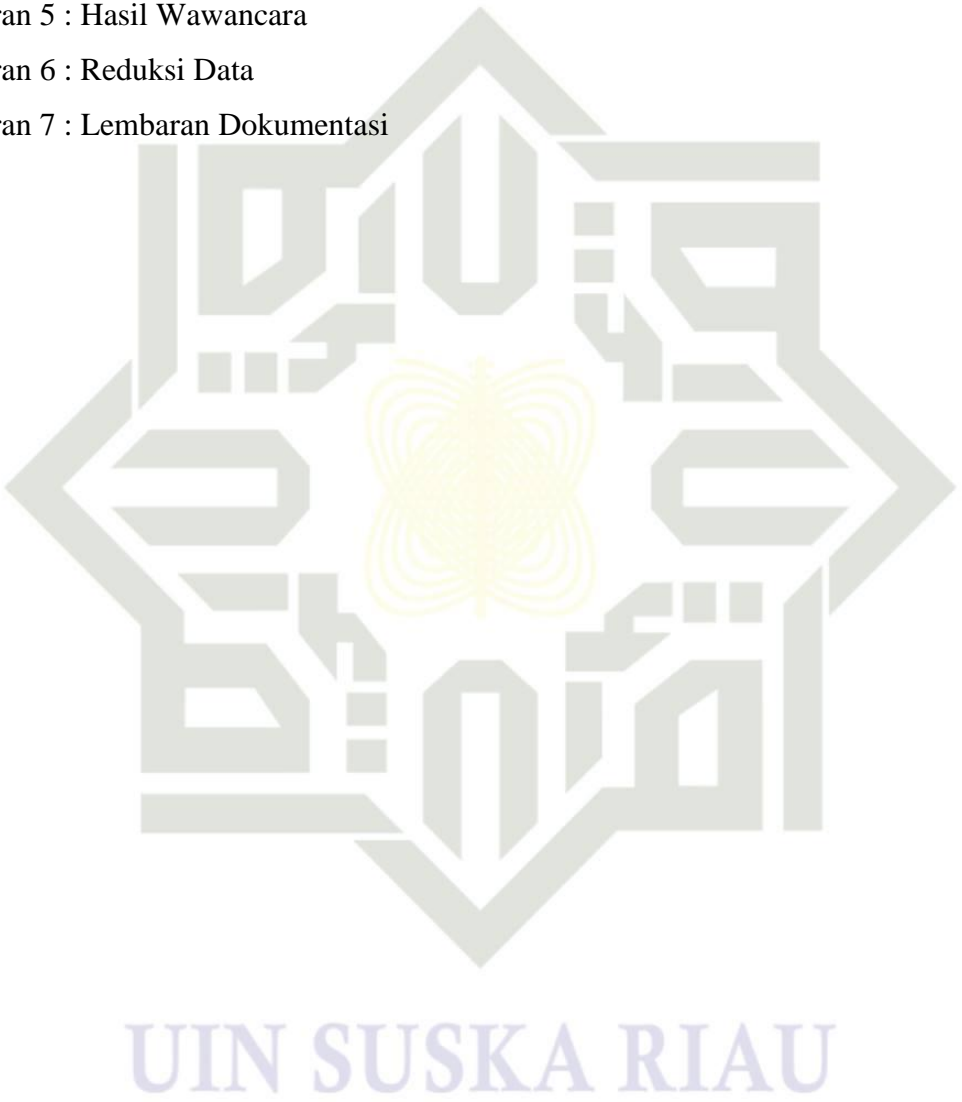 ran 5 : Hasil Wawancara
ran 6 : Reduksi Data
ran 7 : Lembaran Dokumentasi
UIN SUSKA RIAU